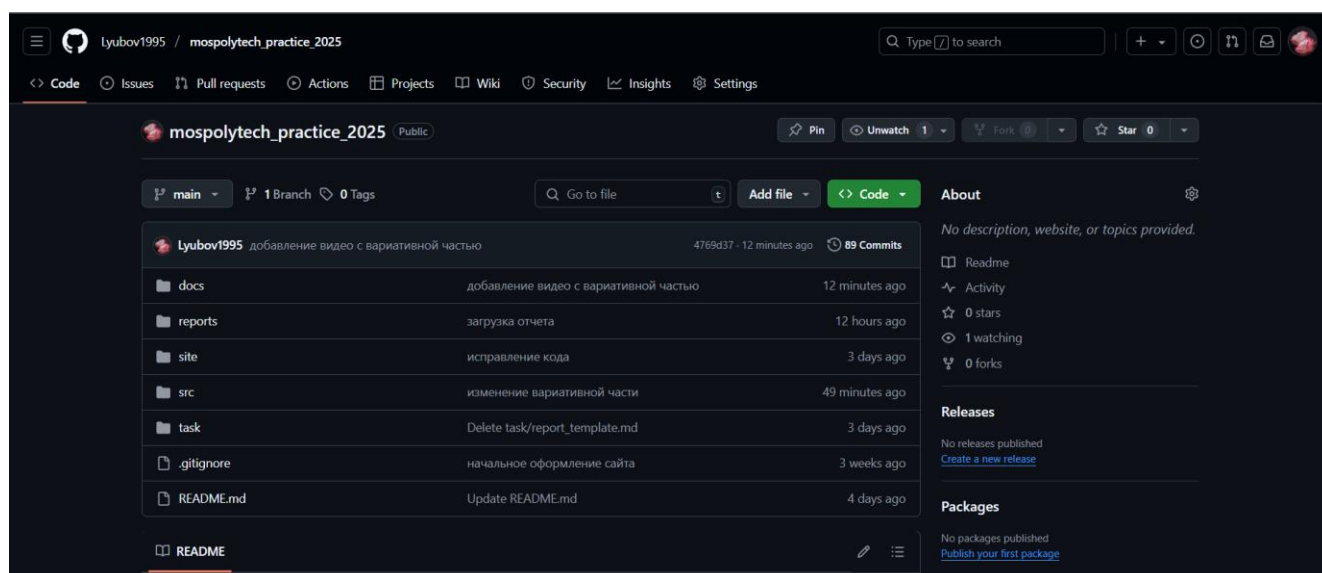 Lyubov1995 / mospolytech_practice_2025 Type / to search
Code Issues Pull requests Actions Projects Wiki Security Insights Settings
mospolytech_practice_2025 Public Pin Unwatch 1 Fork 0 Star 0
main 1 Branch 0 Tags Go to file t Add file Code
Lyubov1995 добавление видео с вариативной частью 4769d37 · 12 minutes ago 89 Commits
docs добавление видео с вариативной частью 12 minutes ago
reports загрузка отчета 12 hours ago
site исправление кода 3 days ago
src изменение вариативной части 49 minutes ago
task Delete task/report_template.md 3 days ago
.gitignore начальное оформление сайта 3 weeks ago
README.md Update README.md 4 days ago
README
About
No description, website, or topics provided.
Readme
Activity
0 stars
1 watching
0 forks
Releases
No releases published
Create a new release
Packages
No packages published
Publish your first package